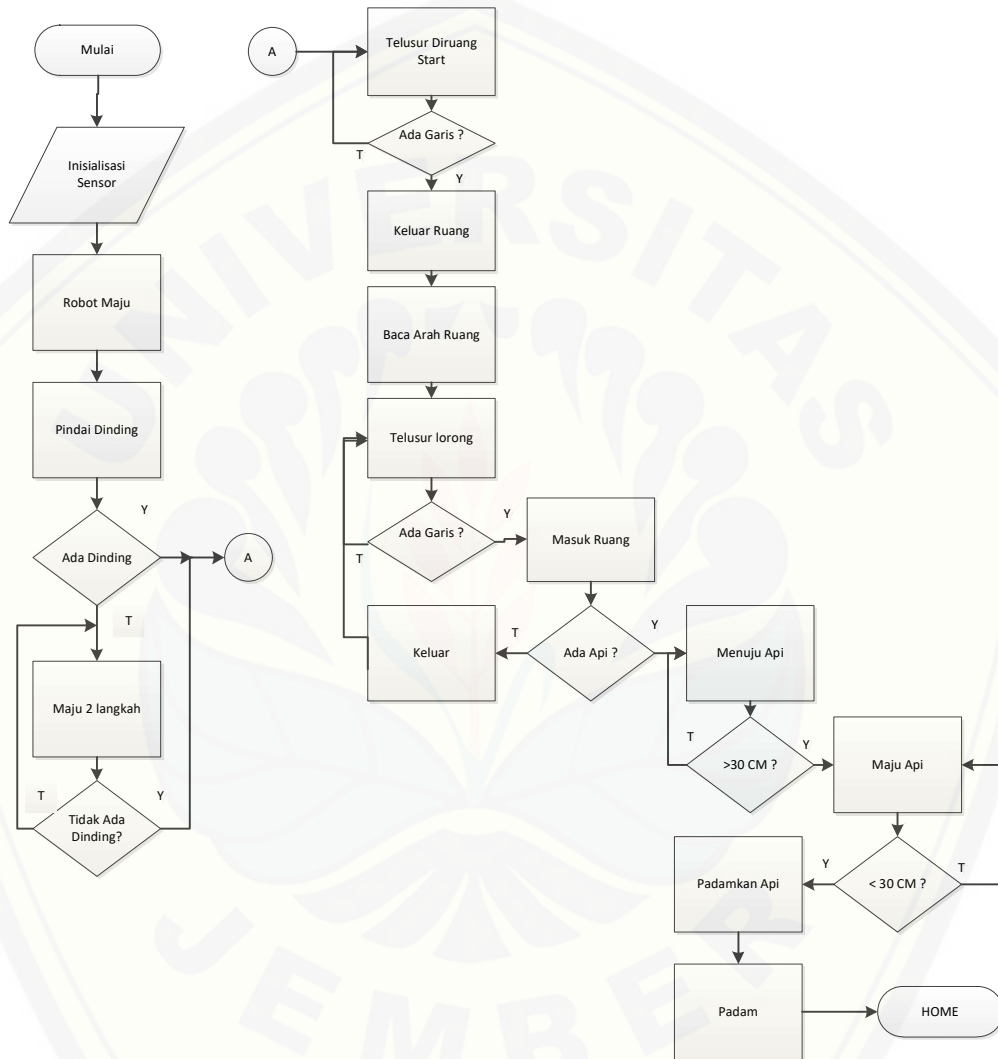 Mulai
Inisialisasi
Sensor
Robot Maju
Pindai Dinding
Y
Ada Dinding
A
T
Maju 2 langkah
T
Y
Tidak Ada
Dinding?
A
Telusur Diruang
Start
Ada Garis ?
T
Y
Keluar Ruang
Baca Arah Ruang
Telusur lorong
Ada Garis ?
Y
T
Masuk Ruang
Ada Api ?
T
Y
Keluar
Menuju Api
T
Y
>30 CM ?
Maju Api
Y
T
< 30 CM ?
Padamkan Api
Padam
HOME
UNIVERSITAS
JEMBER